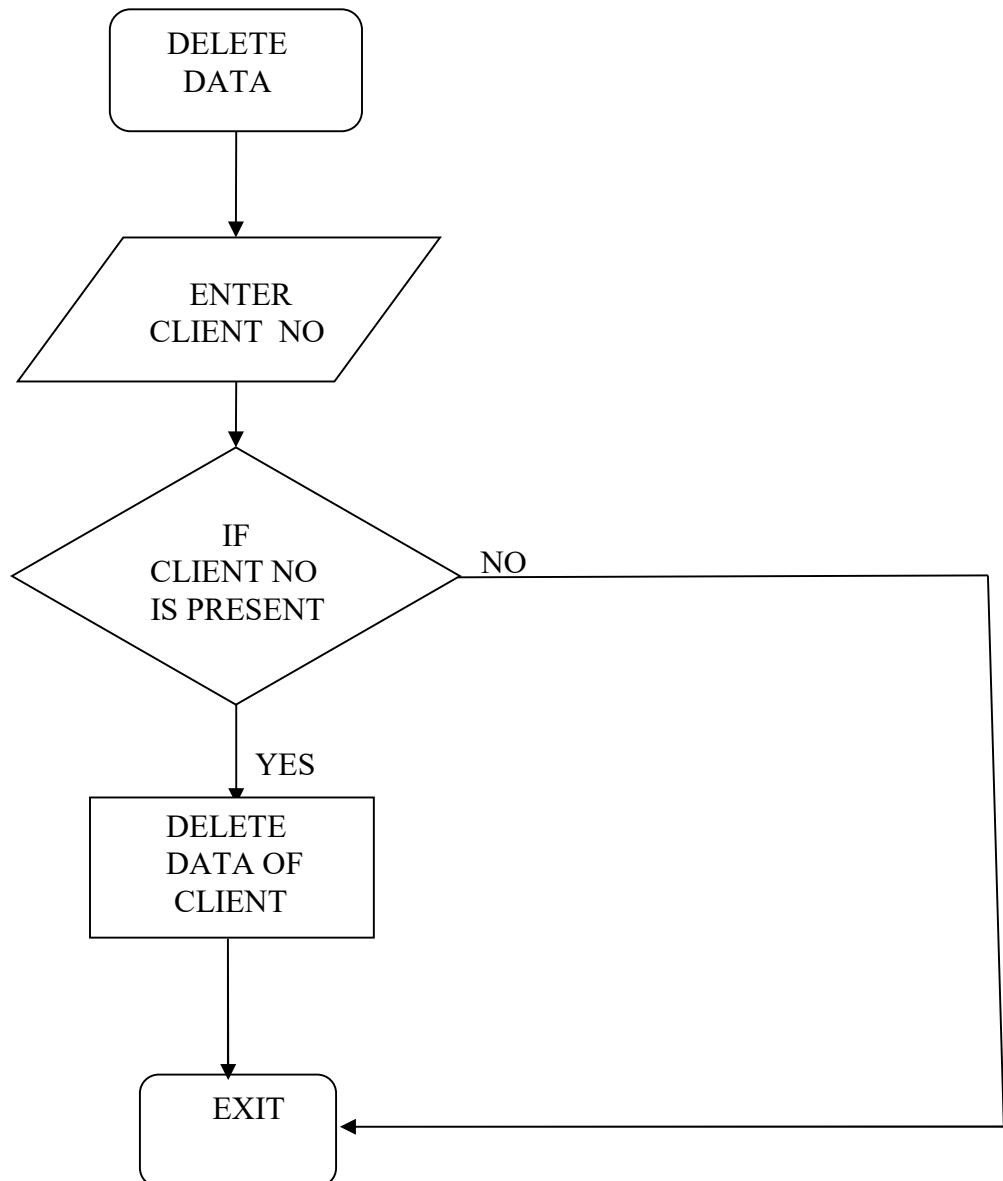 DELETE
DATA
ENTER
CLIENT NO
IF
CLIENT NO
IS PRESENT
NO
YES
DELETE
DATA OF
CLIENT
EXIT